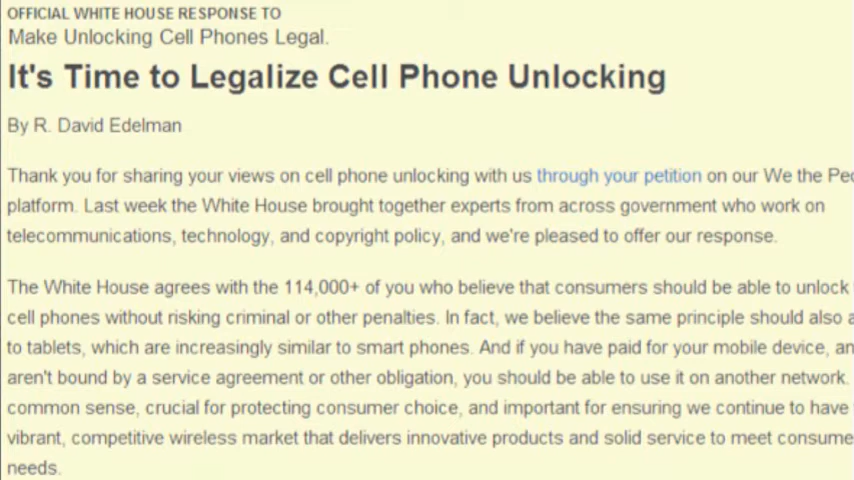 OFFICIAL WHITE HOUSE RESPONSE TO
Make Unlocking Cell Phones Legal.
It's Time to Legalize Cell Phone Unlocking
By R. David Edelman
Thank you for sharing your views on cell phone unlocking with us through your petition on our We the
platform. Last week the White House brought together experts from across government who work on
telecommunications, technology, and copyright policy, and we're pleased to offer our response.
The White House agrees with the 114,000+ of you who believe that consumers should be able to unlock
cell phones without risking criminal or other penalties. In fact, we believe the same principle should also
to tablets, which are increasingly similar to smart phones. And if you have paid for your mobile device,
aren't bound by a service agreement or other obligation, you should be able to use it on another network.
common sense, crucial for protecting consumer choice, and important for ensuring we continue to have
vibrant, competitive wireless market that delivers innovative products and solid service to meet
needs.